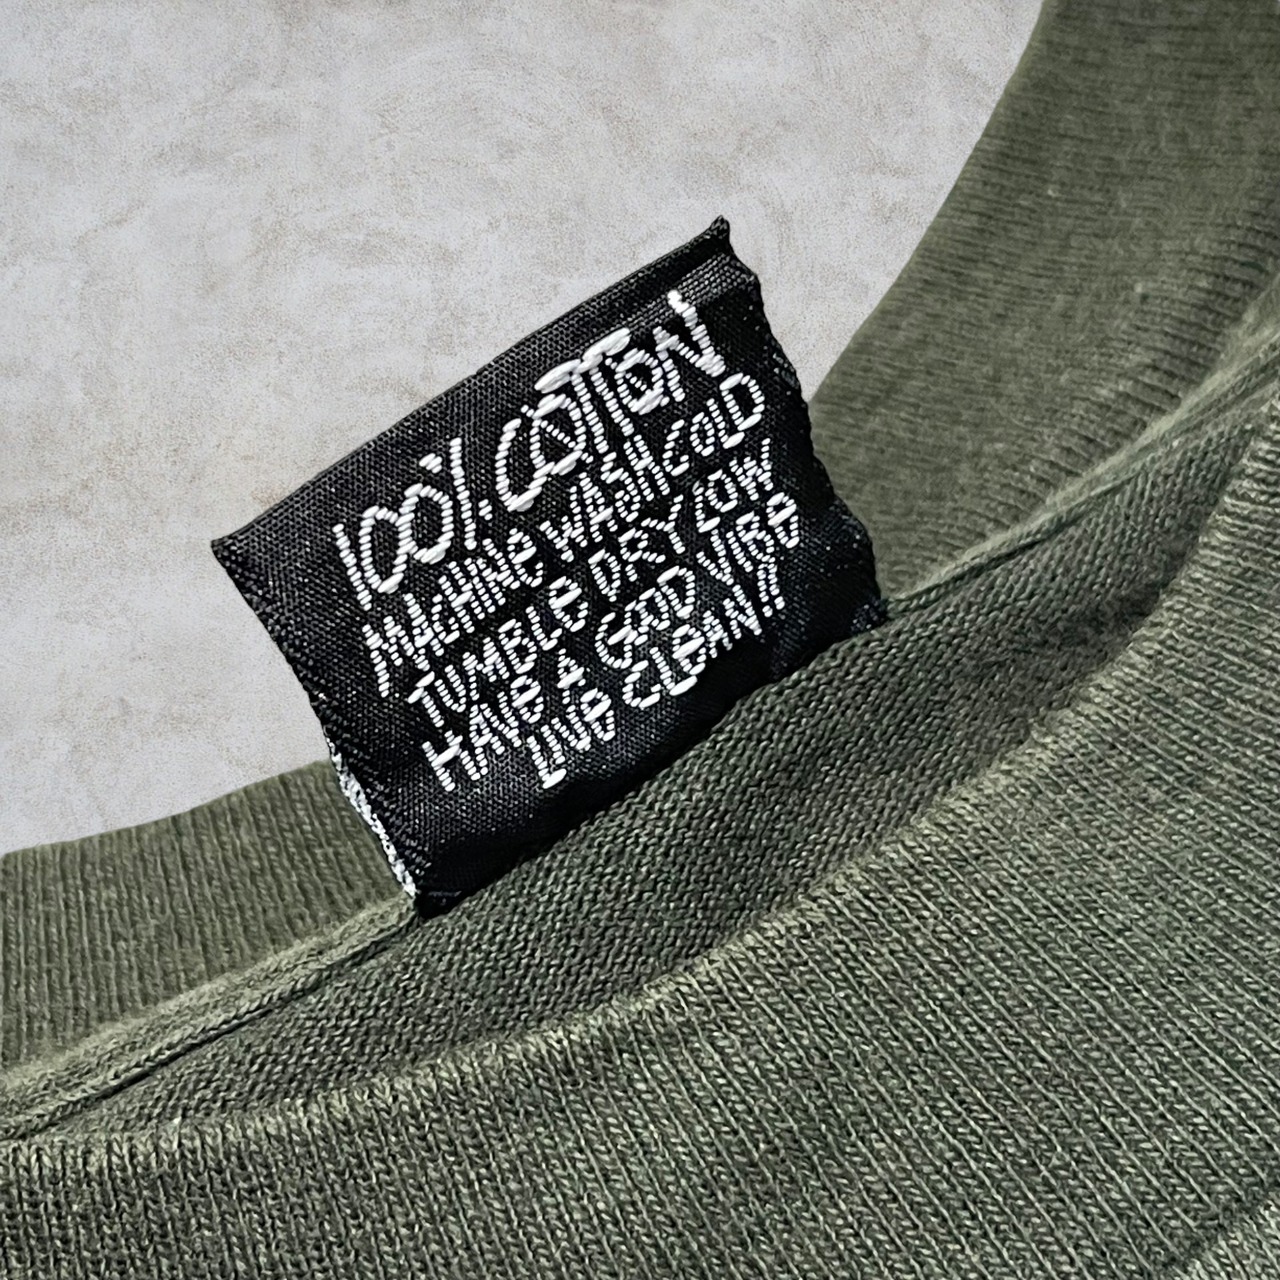 100% COTTON
MACHINE WASH COLD
TUMBLE DRY LOW
HAVE A GOOD VIBE
LIVE CLEAN!!